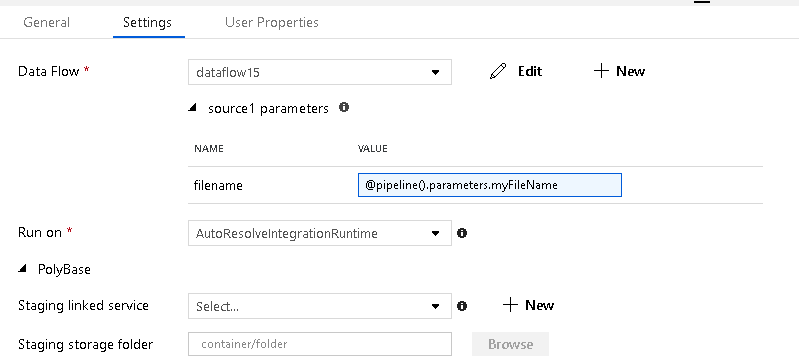 General Settings User Properties
Data Flow * dataflow15 Edit + New
source1 parameters
NAME VALUE
filename @pipeline().parameters.myFileName
Run on * AutoResolveIntegrationRuntime
PolyBase
Staging linked service Select... + New
Staging storage folder container/folder Browse